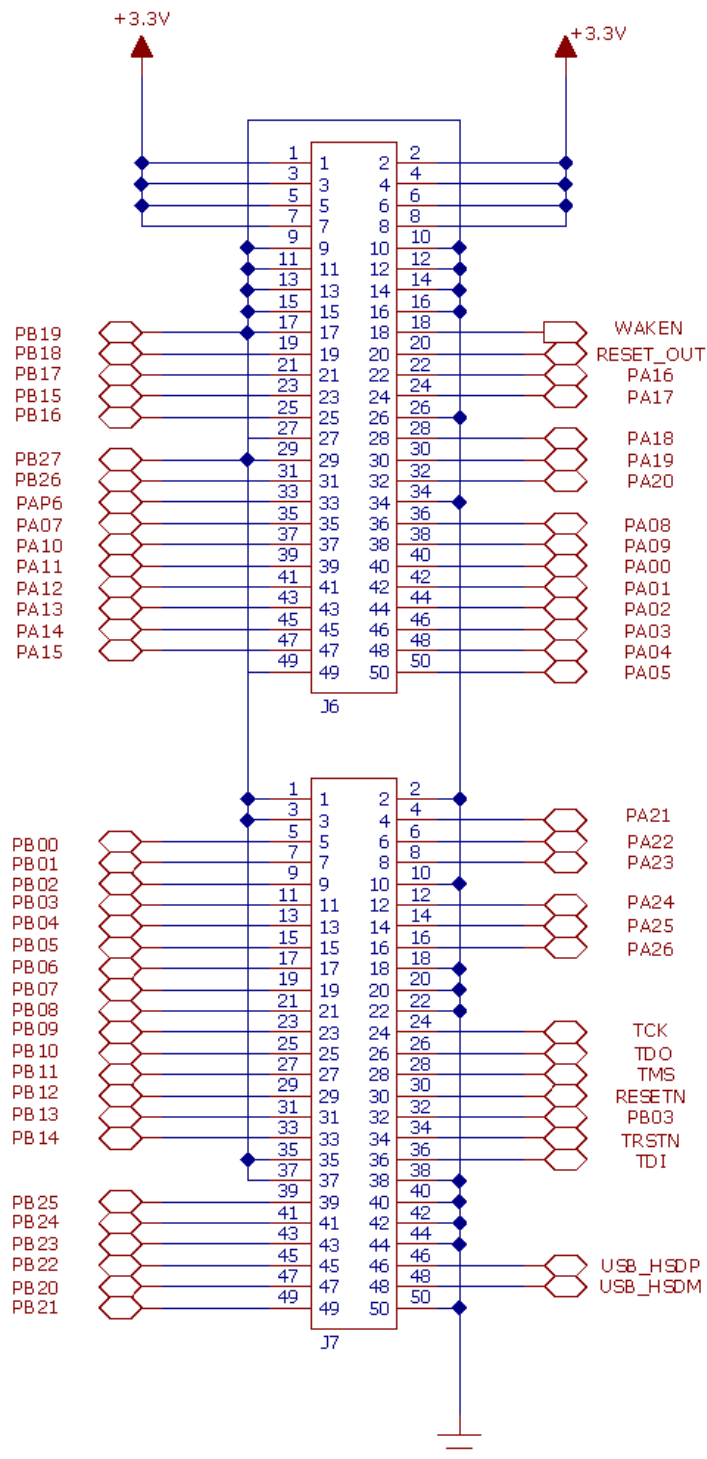 +3.3V +3.3V
1 1 2 2
3 3 4 4
5 5 6 6
7 7 8 8
9 9 10 10
11 11 12 12
13 13 14 14
15 15 16 16
PB19 17 17 18 18 WAKEN
PB18 19 19 20 20 RESET_OUT
PB17 21 21 22 22 PA16
PB15 23 23 24 24 PA17
PB16 25 25 26 26
27 27 28 28 PA18
PB27 29 29 30 30 PA19
PB26 31 31 32 32 PA20
PAP6 33 33 34 34
PA07 35 35 36 36 PA08
PA10 37 37 38 38 PA09
PA11 39 39 40 40 PA00
PA12 41 41 42 42 PA01
PA13 43 43 44 44 PA02
PA14 45 45 46 46 PA03
PA15 47 47 48 48 PA04
49 49 50 50 PA05
J6
1 1 2 2
3 3 4 4 PA21
PB00 5 5 6 6 PA22
PB01 7 7 8 8 PA23
PB02 9 9 10 10
PB03 11 11 12 12 PA24
PB04 13 13 14 14 PA25
PB05 15 15 16 16 PA26
PB06 17 17 18 18
PB07 19 19 20 20
PB08 21 21 22 22
PB09 23 23 24 24 TCK
PB10 25 25 26 26 TDO
PB11 27 27 28 28 TMS
PB12 29 29 30 30 RESETN
PB13 31 31 32 32 PB03
PB14 33 33 34 34 TRSTN
35 35 36 36 TDI
37 37 38 38
PB25 39 39 40 40
PB24 41 41 42 42
PB23 43 43 44 44
PB22 45 45 46 46 USB_HSDP
PB20 47 47 48 48 USB_HSDM
PB21 49 49 50 50
J7